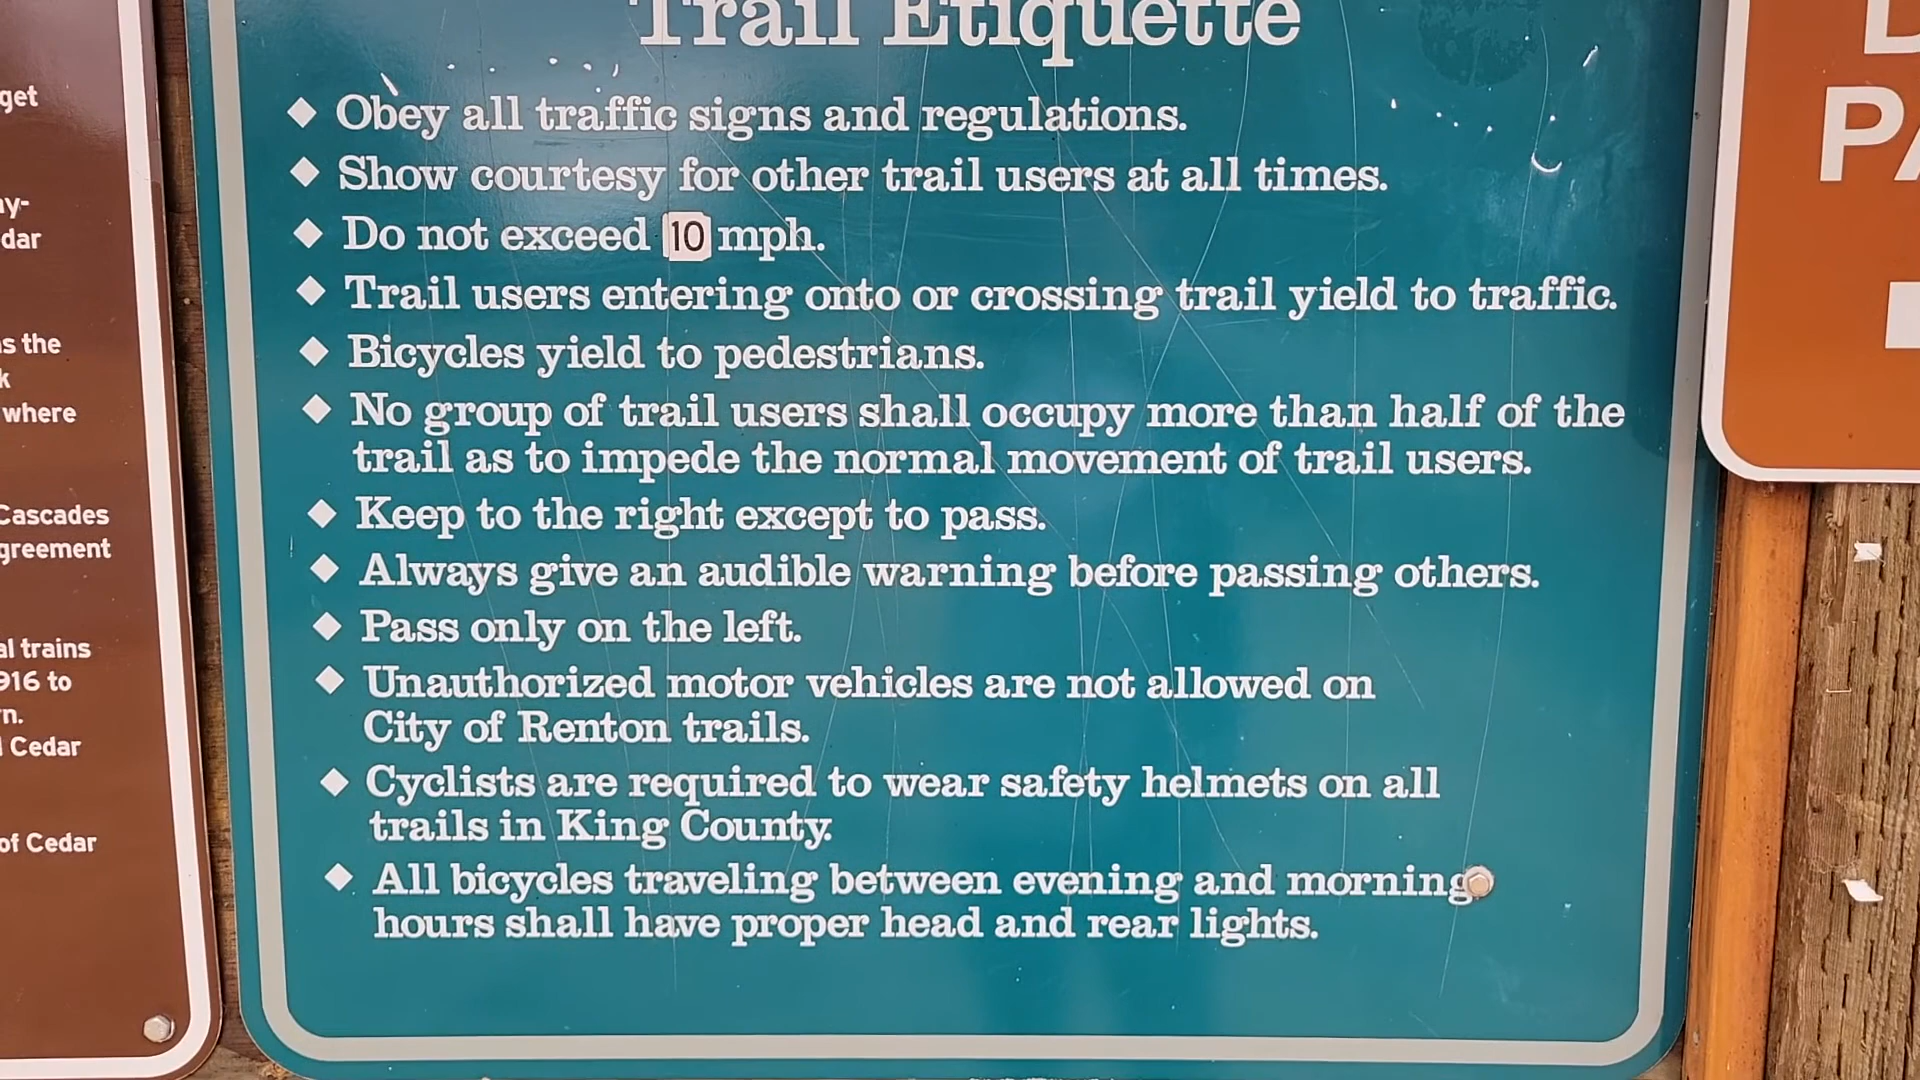 Trail Etiquette
◆ Obey all traffic signs and regulations.
◆ Show courtesy for other trail users at all times.
◆ Do not exceed 10 mph.
◆ Trail users entering onto or crossing trail yield to traffic.
◆ Bicycles yield to pedestrians.
◆ No group of trail users shall occupy more than half of the
trail as to impede the normal movement of trail users.
◆ Keep to the right except to pass.
◆ Always give an audible warning before passing others.
◆ Pass only on the left.
◆ Unauthorized motor vehicles are not allowed on
City of Renton trails.
◆ Cyclists are required to wear safety helmets on all
trails in King County.
◆ All bicycles traveling between evening and morning
hours shall have proper head and rear lights.
get
dar
s the
where
Cascades
trains
916 to
Cedar
of Cedar